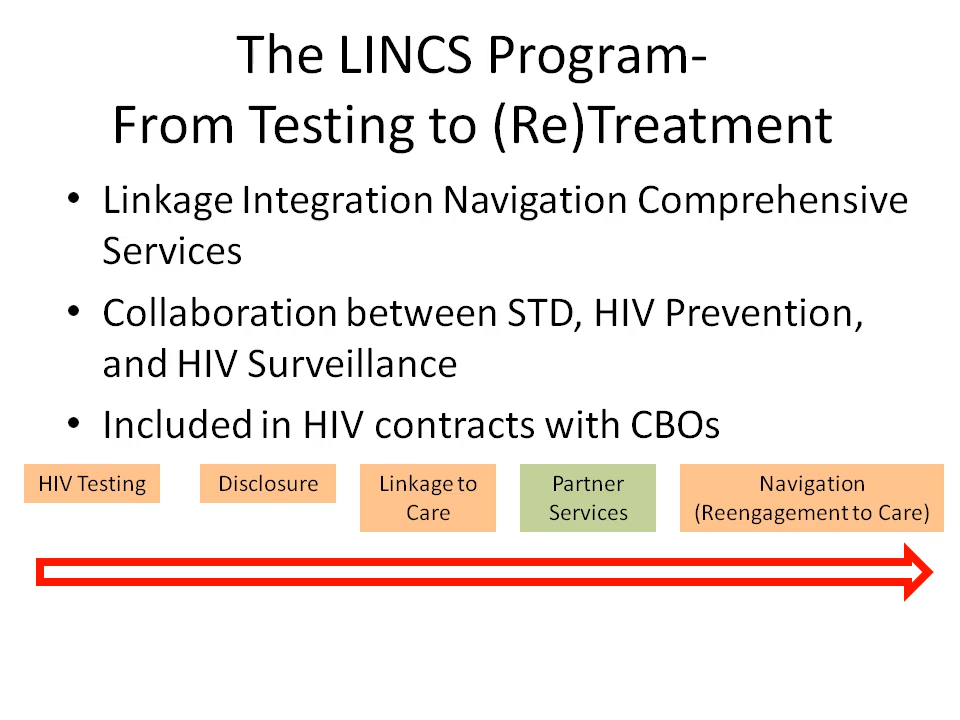 The LINCS Program-
From Testing to (Re)Treatment
• Linkage Integration Navigation Comprehensive
Services
• Collaboration between STD, HIV Prevention,
and HIV Surveillance
• Included in HIV contracts with CBOs
HIV Testing
Disclosure
Linkage to
Care
Partner
Services
Navigation
(Reengagement to Care)